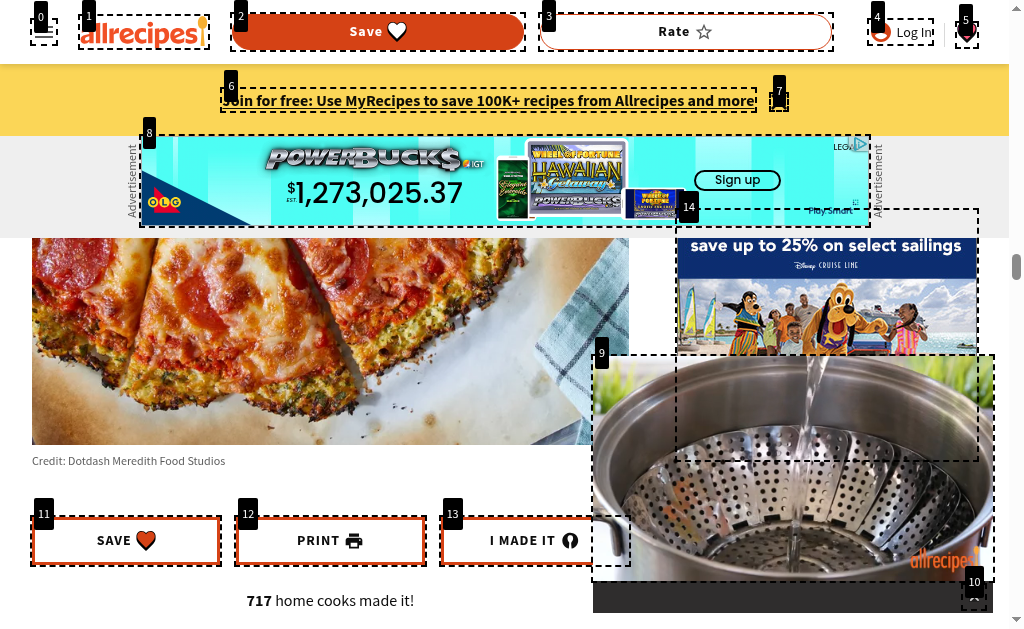 0
1
2
3
4
5
allrecipes
Save
Rate
Log In
6
7
Join for free: Use MyRecipes to save 100K+ recipes from Allrecipes and more
8
Advertisement
POWERBUCK$ IGT
OLG
EST. $1,273,025.37
WHEEL OF FORTUNE
HAWAIIAN
Getaway
POWERBUCKS
Sign up
Play Smart
Advertisement
14
save up to 25% on select sailings
Disney CRUISE LINE
9
Credit: Dotdash Meredith Food Studios
11
12
13
SAVE
PRINT
I MADE IT
allrecipes
10
717 home cooks made it!